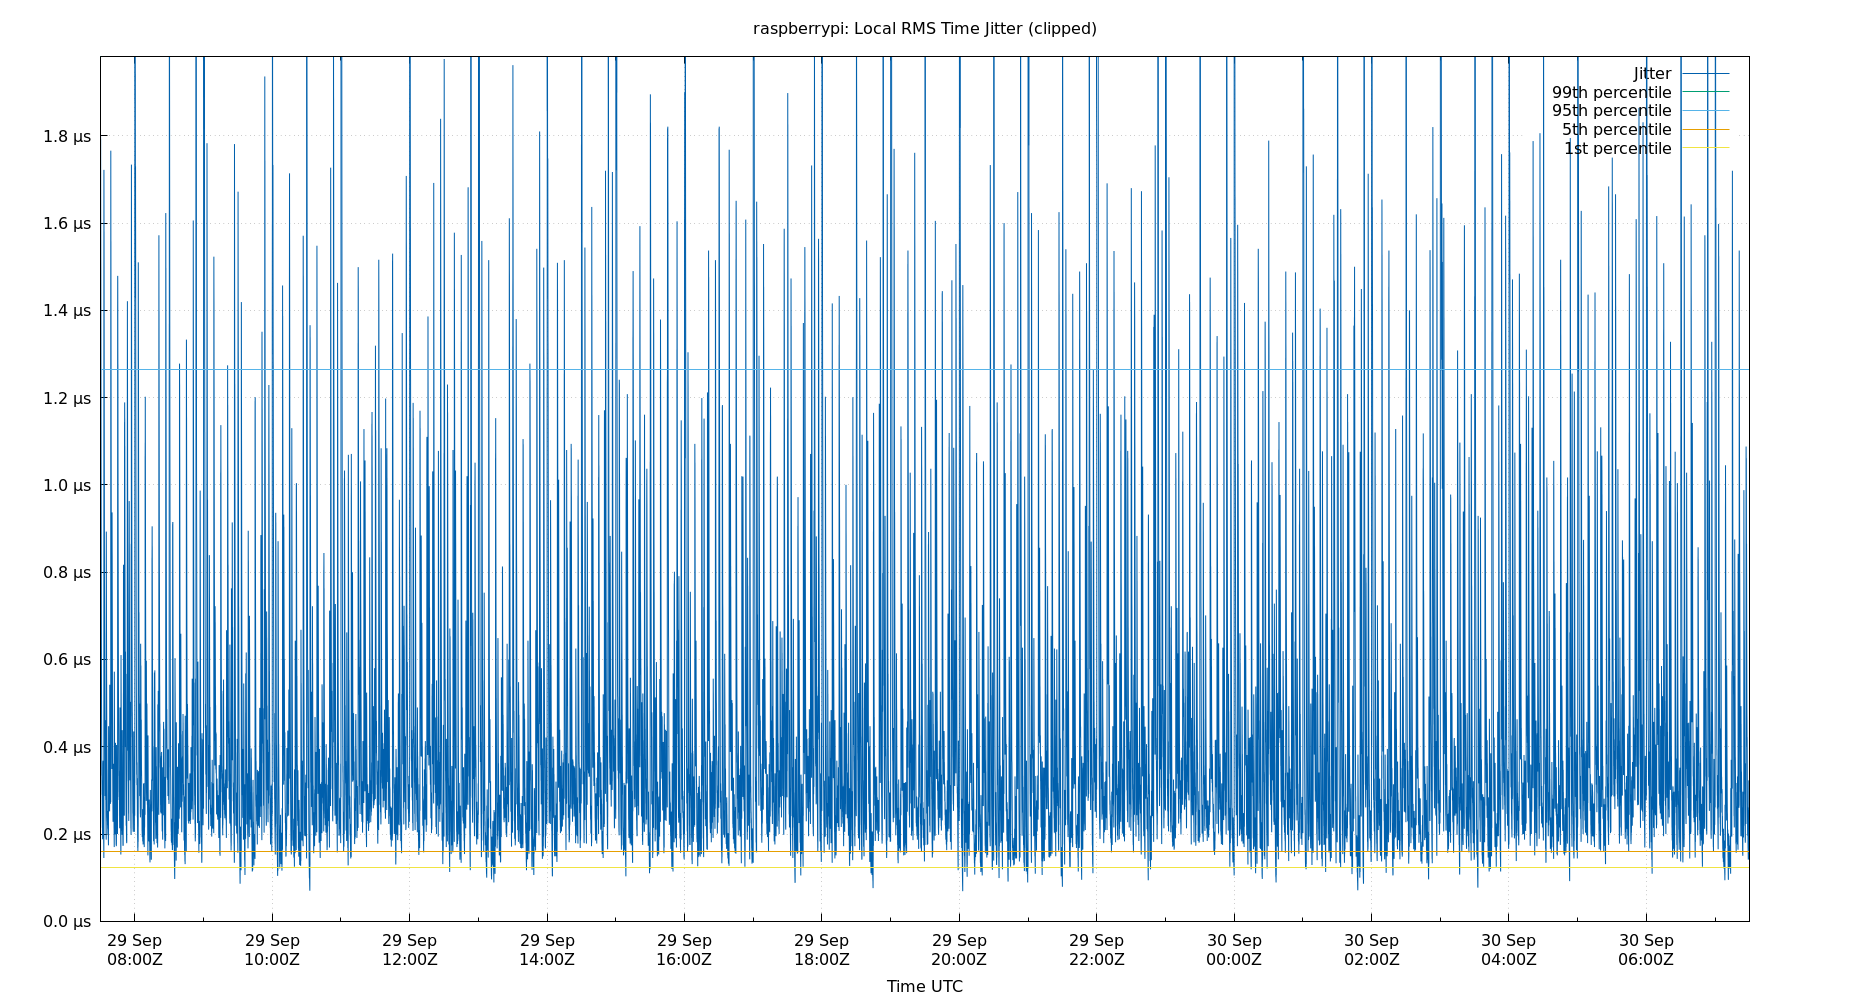 raspberrypi: Local RMS Time Jitter (clipped)
Jitter
99th percentile
95th percentile
5th percentile
1st percentile
1.8 µs
1.6 µs
1.4 µs
1.2 µs
1.0 µs
0.8 µs
0.6 µs
0.4 µs
0.2 µs
0.0 µs
29 Sep 29 Sep 29 Sep 29 Sep 29 Sep 29 Sep 29 Sep 29 Sep 30 Sep 30 Sep 30 Sep 30 Sep
08:00Z 10:00Z 12:00Z 14:00Z 16:00Z 18:00Z 20:00Z 22:00Z 00:00Z 02:00Z 04:00Z 06:00Z
Time UTC